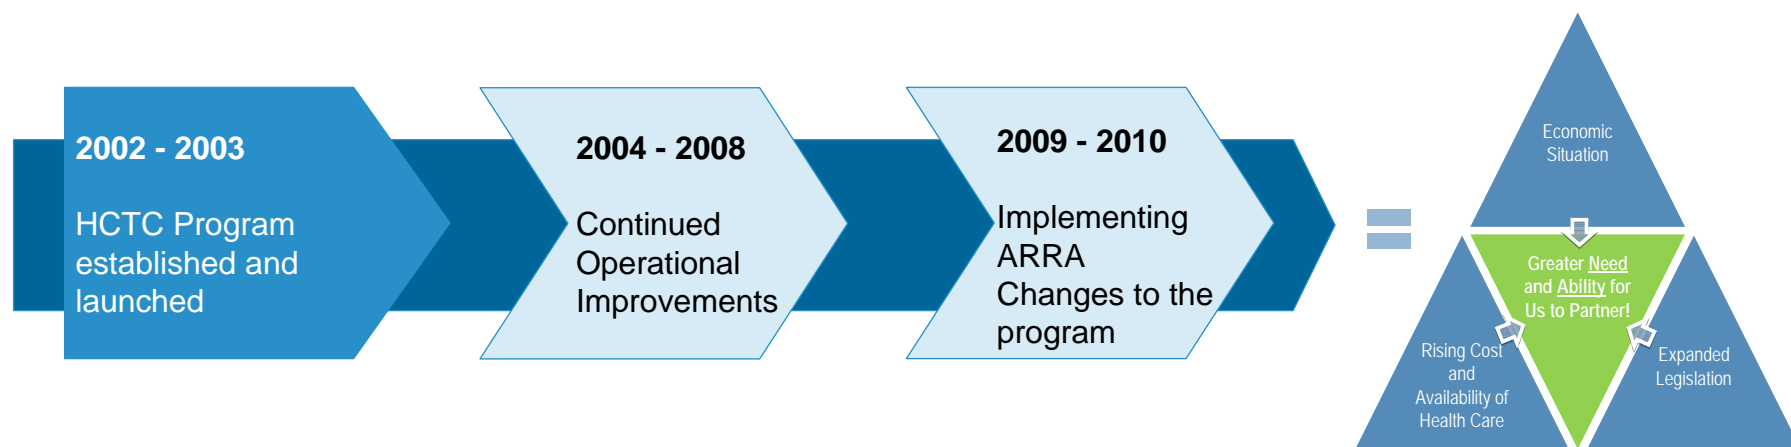 2002 - 2003
HCTC Program
established and
launched
2004 - 2008
Continued
Operational
Improvements
2009 - 2010
Implementing
ARRA
Changes to the
program
Economic
Situation
Greater Need
and Ability for
Us to Partner!
Rising Cost
and
Availability of
Health Care
Expanded
Legislation